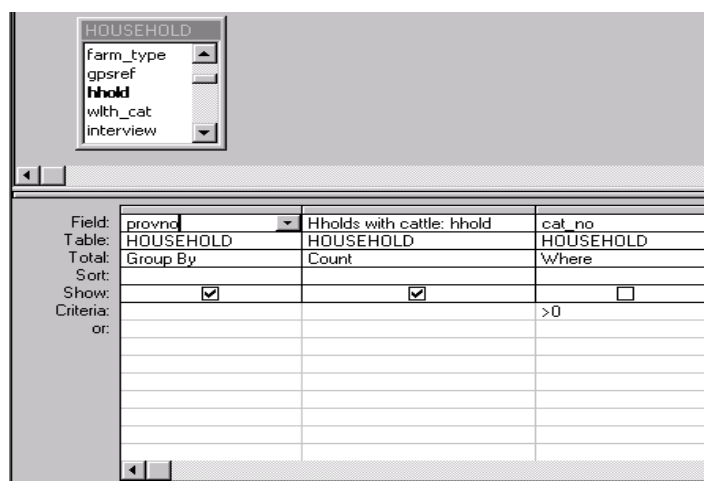 HOUSEHOLD
farm_type
gpsref
hhold
wlth_cat
interview
Field: provno Hholds with cattle: hhold cat_no
Table: HOUSEHOLD HOUSEHOLD HOUSEHOLD
Total: Group By Count Where
Sort:
Show:
Criteria: >0
or: